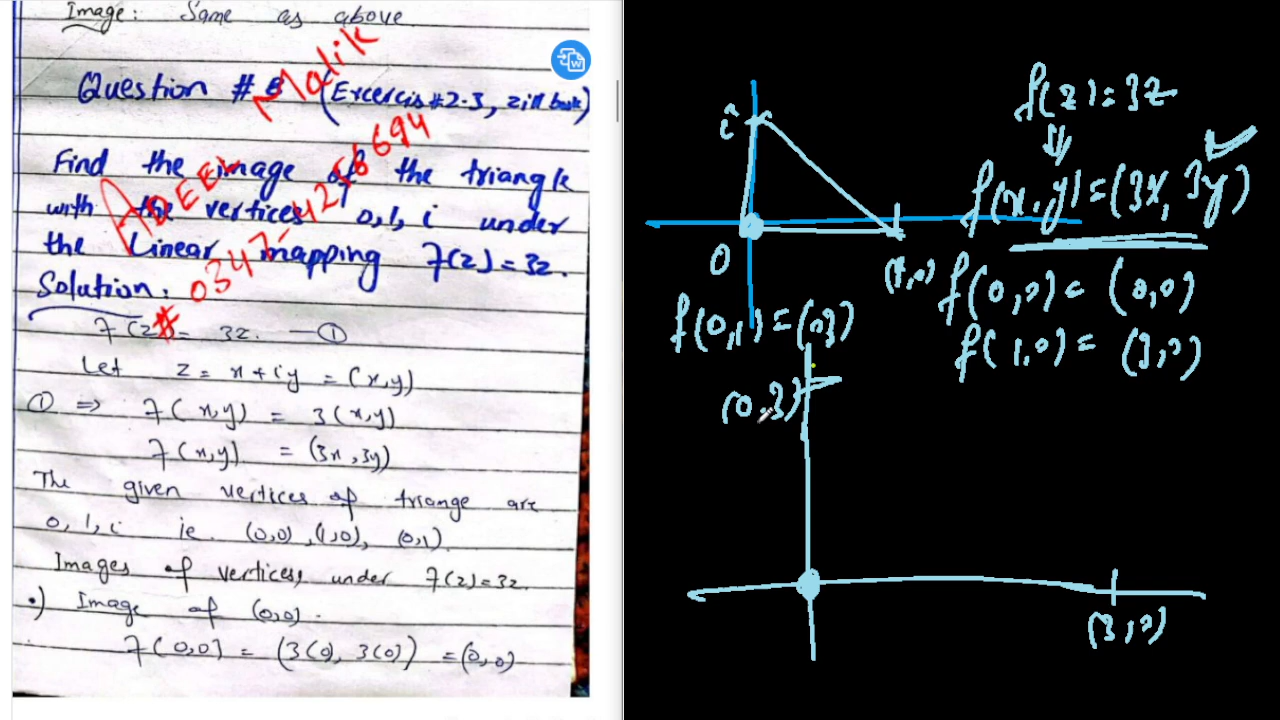 Image: Same as above
Question # (Excercis #2.3, zill book)
Find the image of the triangle
with the vertices 0,1, i under
the Linear mapping f(z)=3z.
Solution:
f(z) = 3z. —①
Let z = x+iy = (x,y)
① ⇒ f(x,y) = 3(x,y)
f(x,y) = (3x,3y)
The given vertices of triange are
0, 1, i ie. (0,0), (1,0), (0,1).
Images of vertices, under f(z)=3z.
•) Image of (0,0).
f(0,0) = (3(0), 3(0)) = (0,0)
ADEEL Malik
# 0347-4258694
f(z)=3z
⇓
f(x,y)=(3x,3y)
i
0
(1,0)
f(0,0)= (0,0)
f(0,1)=(0,3)
f(1,0)= (3,0)
(0,3)
(3,0)